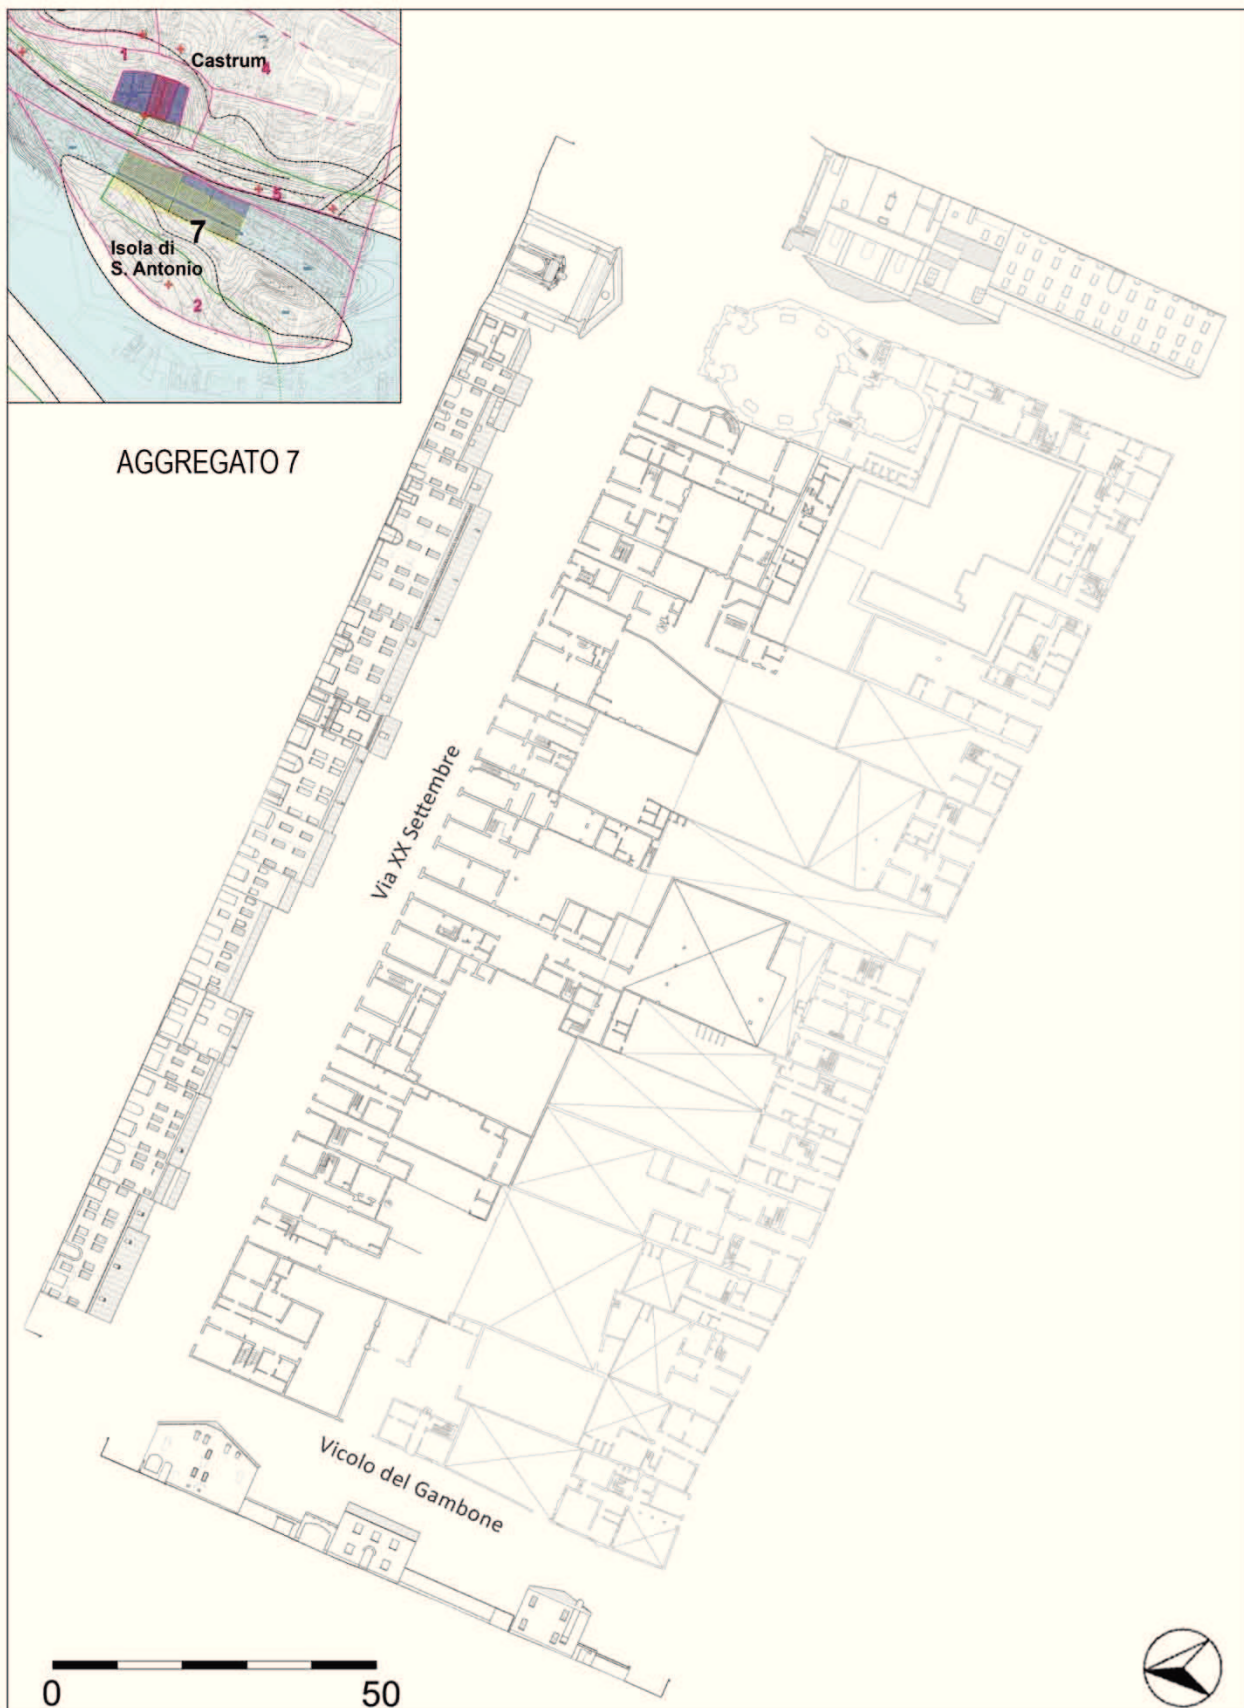 1
Castrum
4
5
7
Isola di
S. Antonio
2
AGGREGATO 7
Via XX Settembre
Vicolo del Gambone
0 50